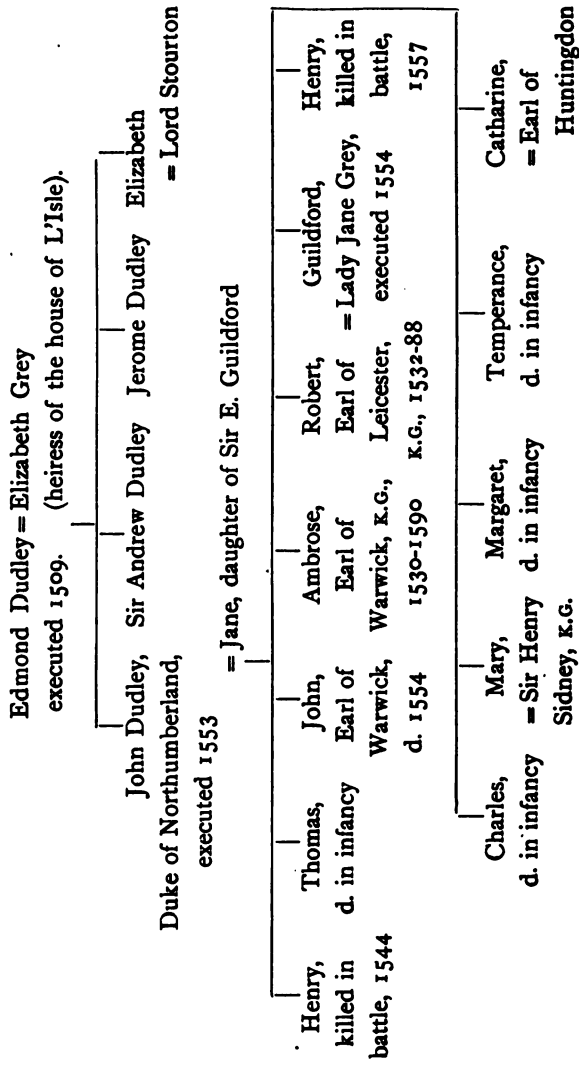 Edmond Dudley = Elizabeth Grey
executed 1509. (heiress of the house of L'Isle).
John Dudley, Sir Andrew Dudley Jerome Dudley Elizabeth
Duke of Northumberland, = Lord Stourton
executed 1553
= Jane, daughter of Sir E. Guildford
Henry, Thomas, John, Ambrose, Robert, Guildford, Henry,
killed in d. in infancy Earl of Earl of Earl of = Lady Jane Grey, killed in
battle, 1544 Warwick, Warwick, K.G., Leicester, executed 1554 battle,
d. 1554 1530-1590 K.G., 1532-88 1557
Charles, Mary, Margaret, Temperance, Catharine,
d. in infancy = Sir Henry d. in infancy d. in infancy = Earl of
Sidney, K.G. Huntingdon